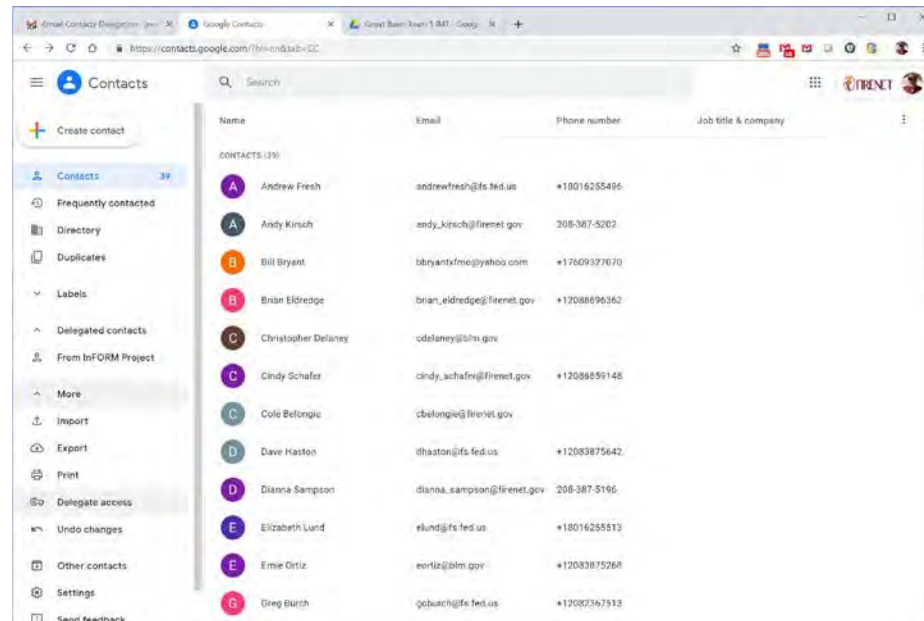 Gmail Contacts Delegation
Google Contacts
Great Basin Team 5 IMT - Goog
https://contacts.google.com/?hl=en&tab=CC
Contacts
Search
FIRENET
Create contact
Name Email Phone number Job title & company
CONTACTS (39)
Contacts 39
A Andrew Fresh andrewfresh@fs.fed.us +18016255496
Frequently contacted
A Andy Kirsch andy_kirsch@firenet.gov 208-387-5202
Directory
Duplicates
B Bill Bryant bbryantxfmo@yahoo.com +17609327070
Labels
B Brian Eldredge brian_eldredge@firenet.gov +12088696362
Delegated contacts
C Christopher Delaney cdelaney@blm.gov
From InFORM Project
C Cindy Schafer cindy_schafer@firenet.gov +12086859148
More
C Cole Belongie cbelongie@firenet.gov
Import
Export
D Dave Haston dhaston@fs.fed.us +12083875642
Print
D Dianna Sampson dianna_sampson@firenet.gov 208-387-5196
Delegate access
Undo changes
E Elizabeth Lund elund@fs.fed.us +18016255513
Other contacts
E Ernie Ortiz eortiz@blm.gov +12083875268
Settings
G Greg Burch goburch@fs.fed.us +12082367513
Send feedback